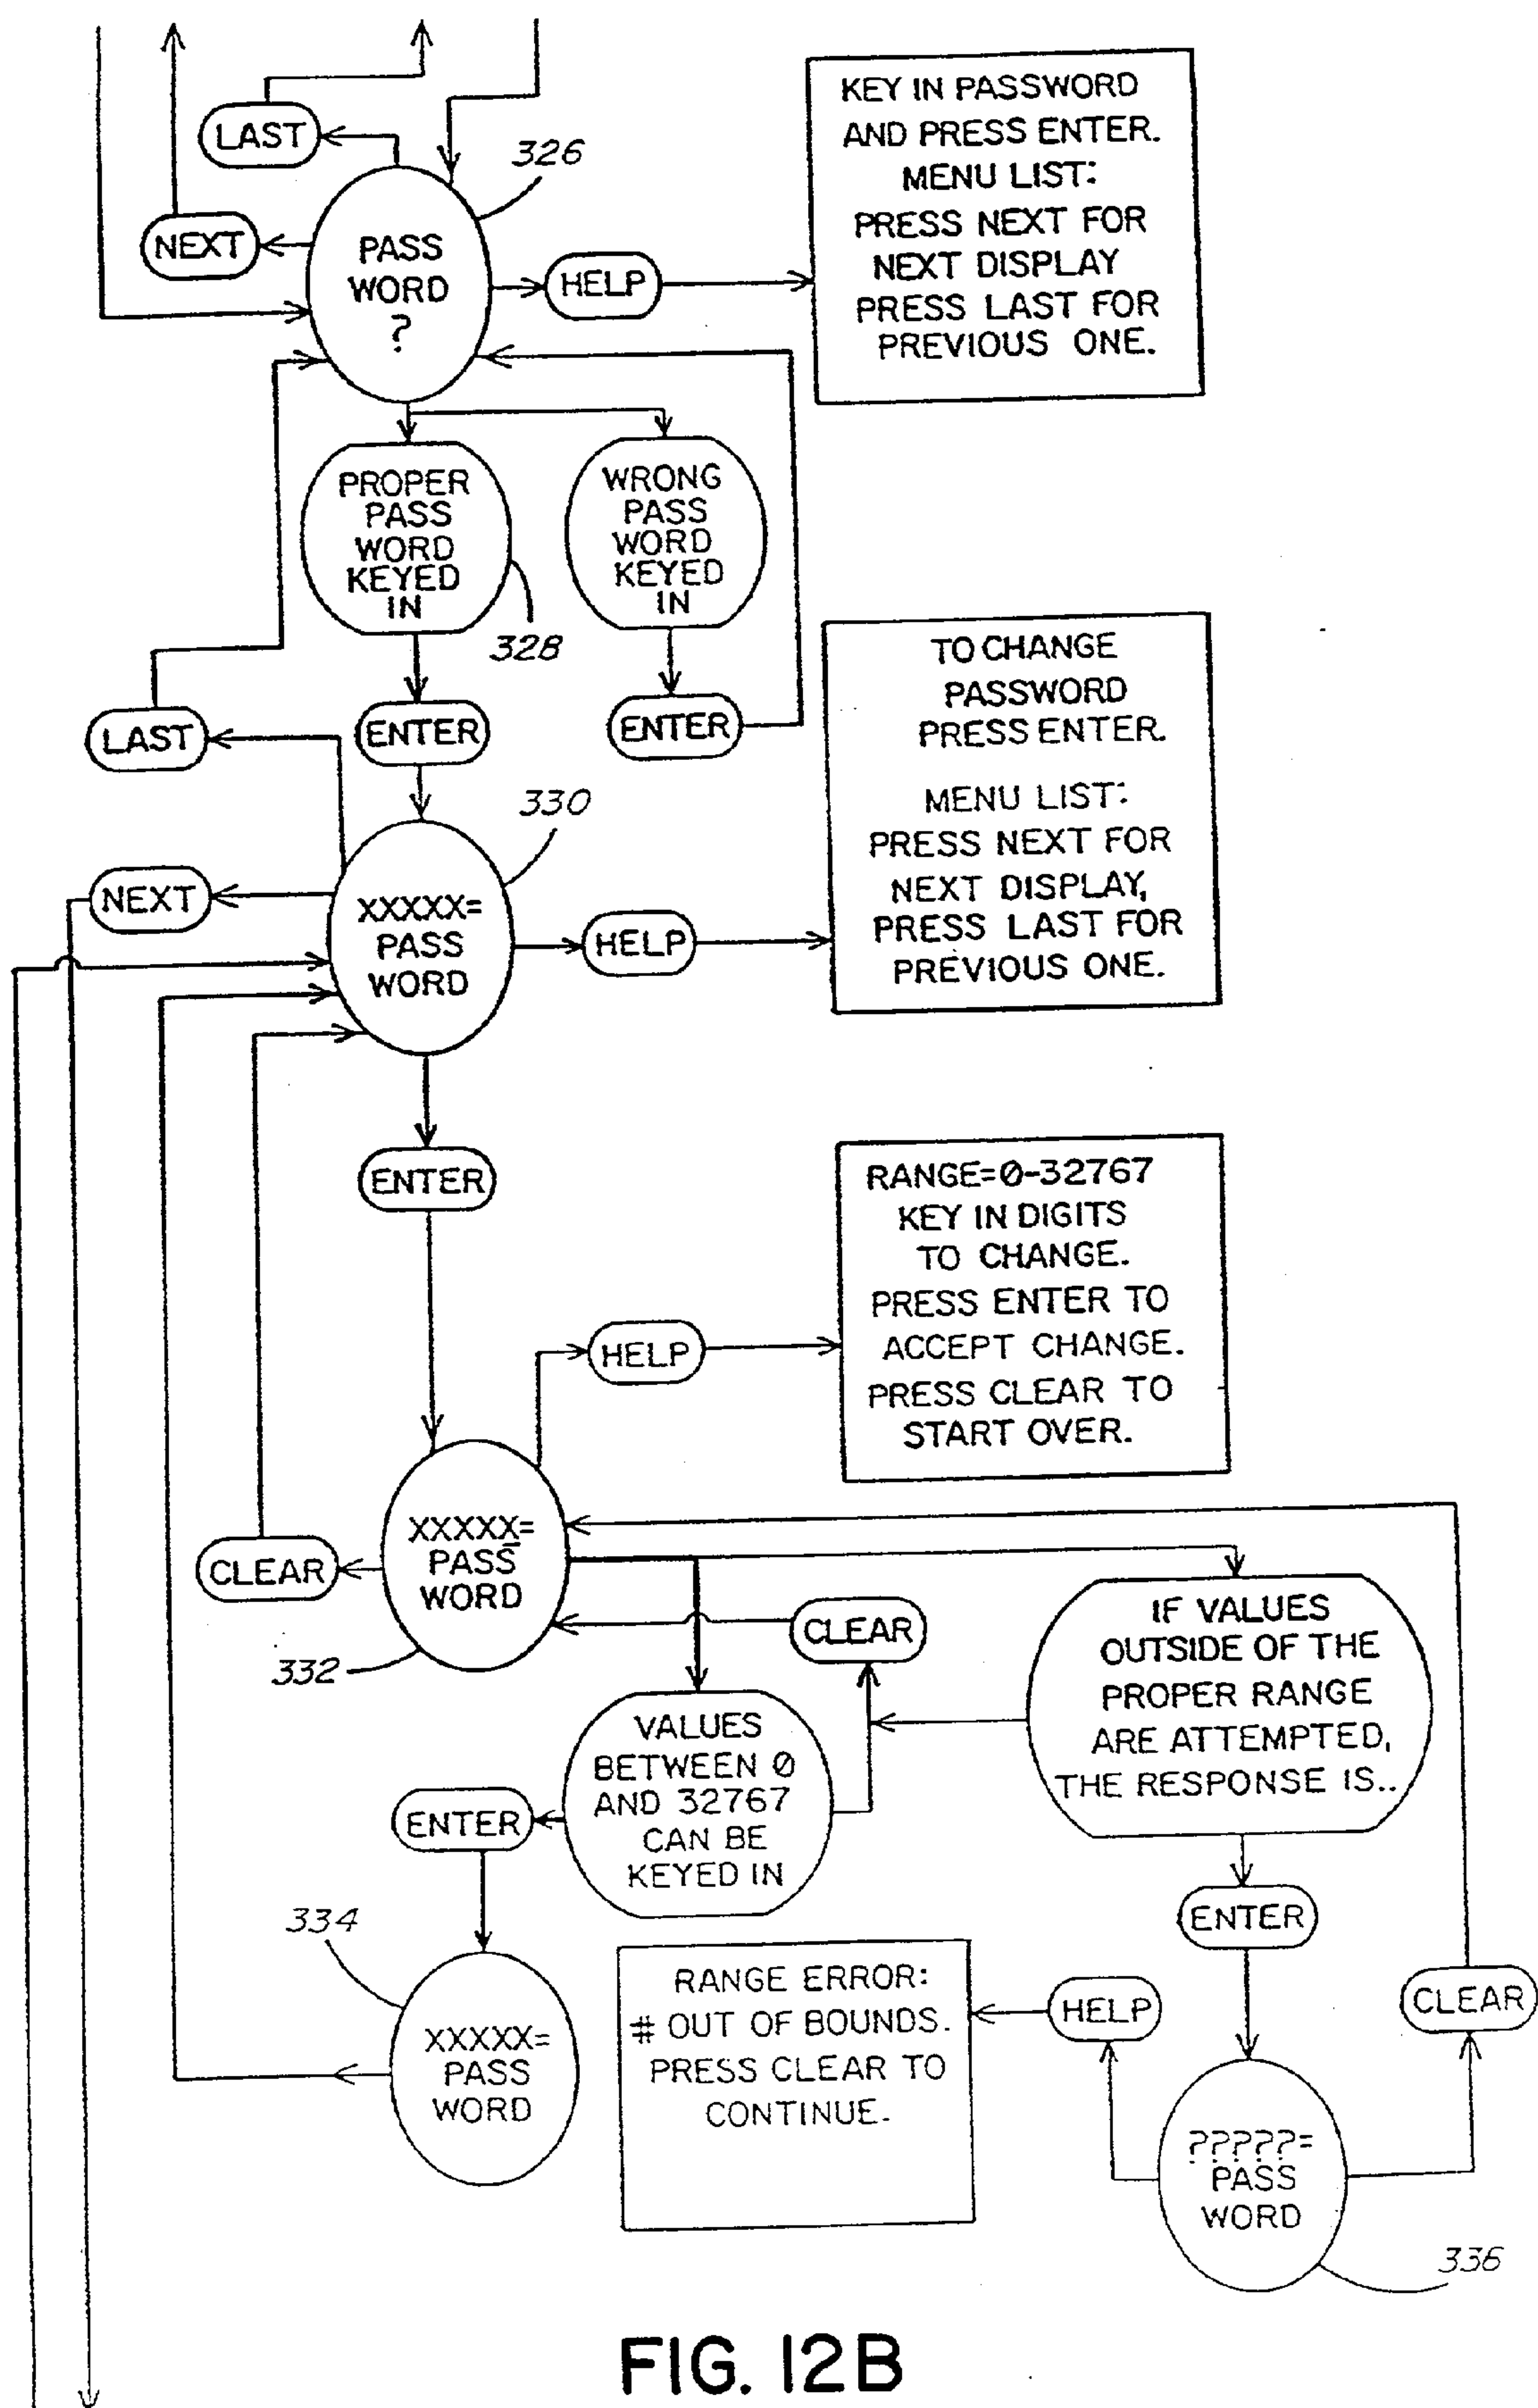 LAST
326
NEXT
PASS
WORD
?
HELP
KEY IN PASSWORD
AND PRESS ENTER.
MENU LIST:
PRESS NEXT FOR
NEXT DISPLAY
PRESS LAST FOR
PREVIOUS ONE.
PROPER
PASS
WORD
KEYED
IN
328
WRONG
PASS
WORD
KEYED
IN
LAST
ENTER
ENTER
TO CHANGE
PASSWORD
PRESS ENTER.
MENU LIST:
PRESS NEXT FOR
NEXT DISPLAY,
PRESS LAST FOR
PREVIOUS ONE.
330
NEXT
XXXXX=
PASS
WORD
HELP
ENTER
RANGE=0-32767
KEY IN DIGITS
TO CHANGE.
PRESS ENTER TO
ACCEPT CHANGE.
PRESS CLEAR TO
START OVER.
HELP
CLEAR
XXXXX=
PASS
WORD
332
CLEAR
IF VALUES
OUTSIDE OF THE
PROPER RANGE
ARE ATTEMPTED,
THE RESPONSE IS..
VALUES
BETWEEN 0
AND 32767
CAN BE
KEYED IN
ENTER
334
XXXXX=
PASS
WORD
RANGE ERROR:
# OUT OF BOUNDS.
PRESS CLEAR TO
CONTINUE.
ENTER
HELP
CLEAR
?????=
PASS
WORD
336
FIG. 12B